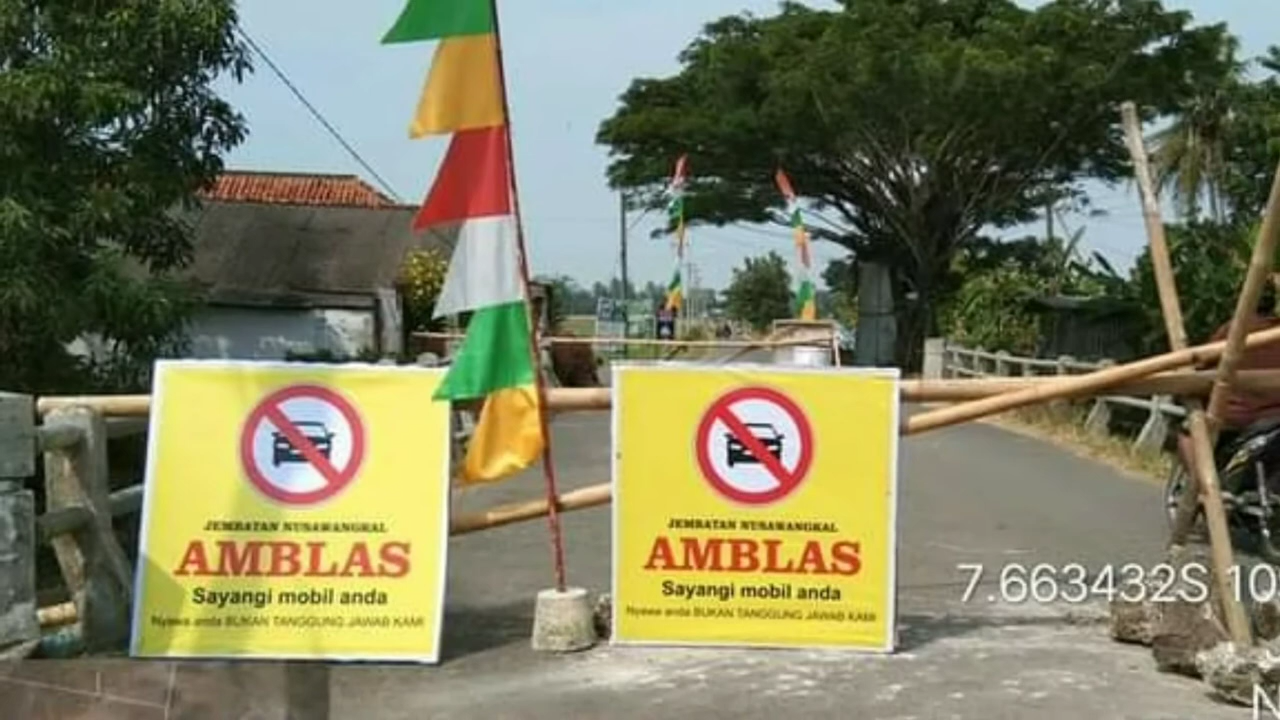 JEMBATAN NUSAWANGKAL
AMBLAS
Sayangi mobil anda
Nyawa anda BUKAN TANGGUNG JAWAB KAMI
JEMBATAN NUSAWANGKAL
AMBLAS
Sayangi mobil anda
Nyawa anda BUKAN TANGGUNG JAWAB KAMI
7.663432S 10
N